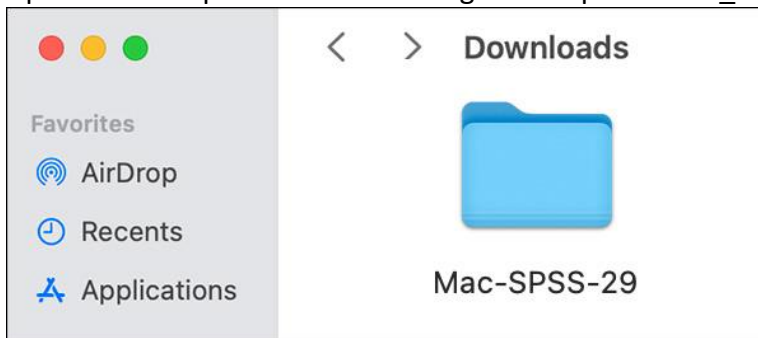 Downloads
Favorites
AirDrop
Recents
Applications
Mac-SPSS-29